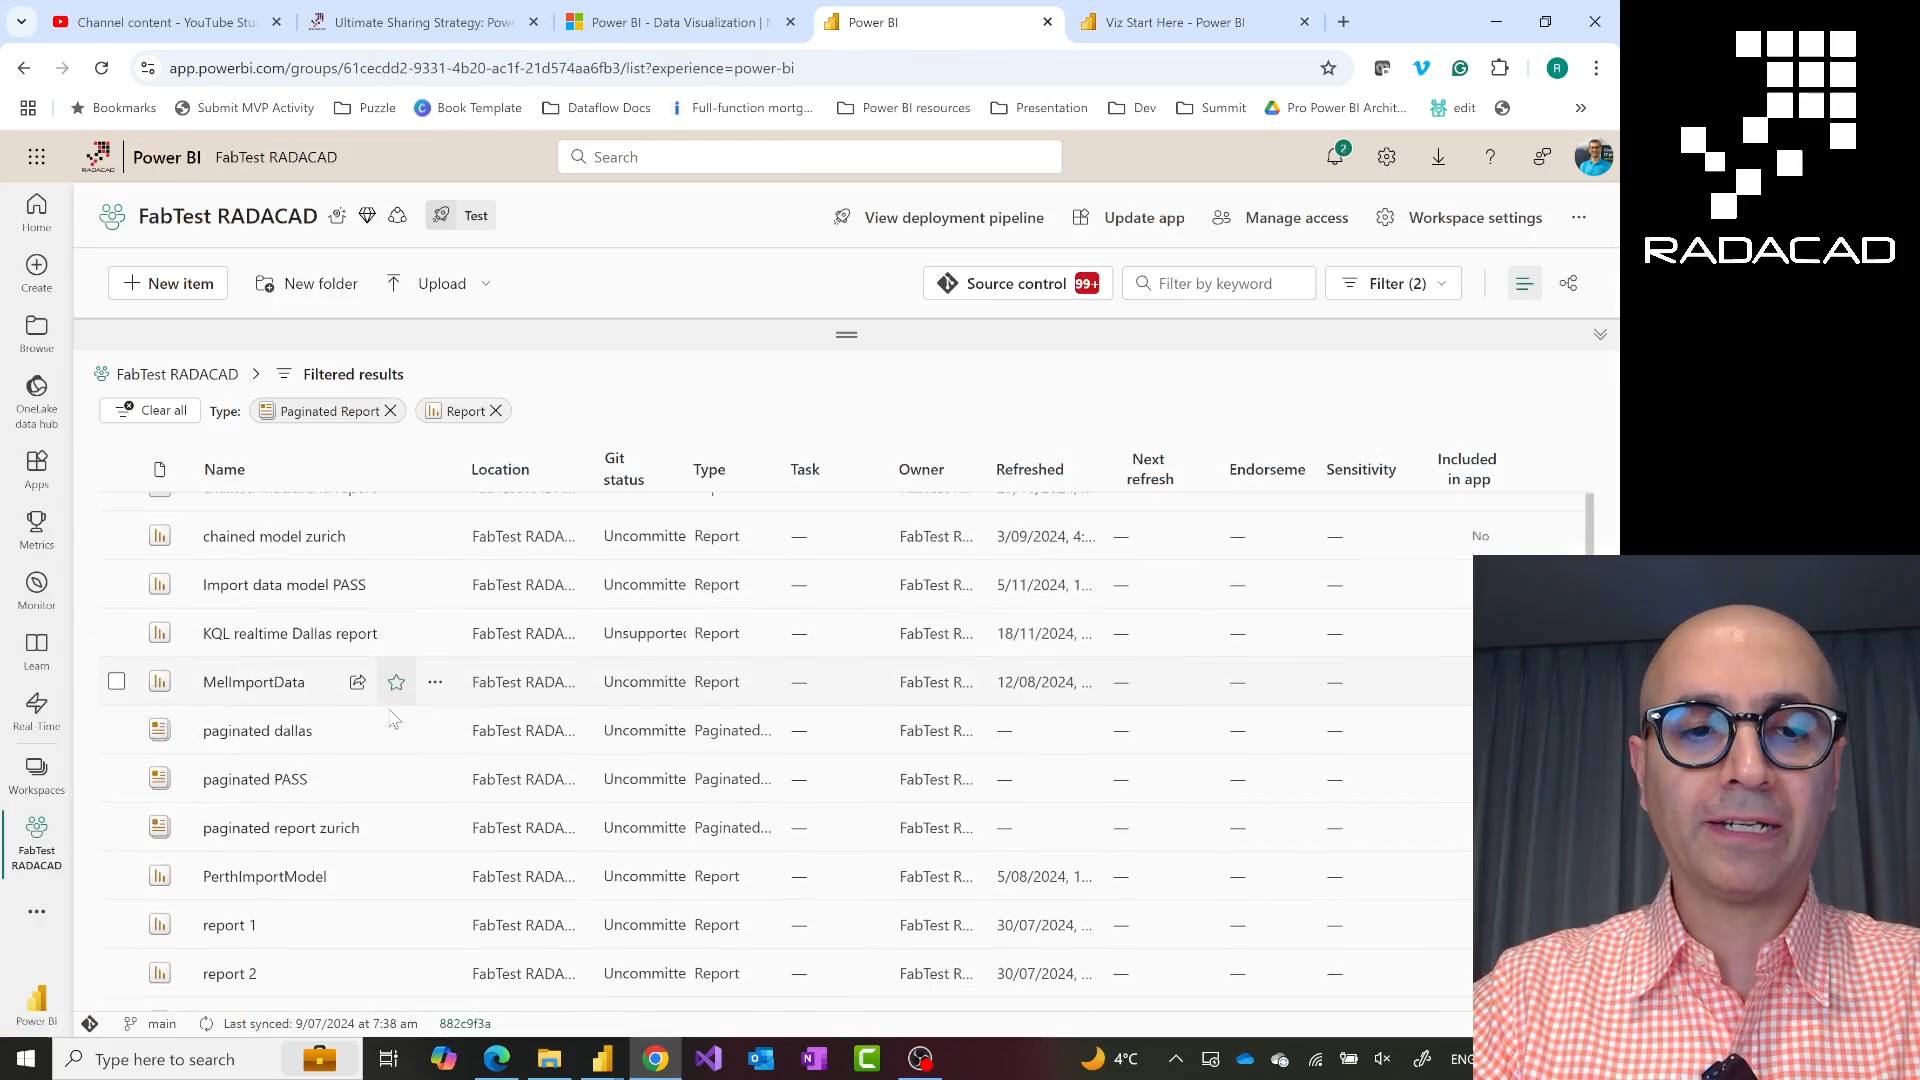 Channel content - YouTube Stu
Ultimate Sharing Strategy: Powe
Power BI - Data Visualization | M
Power BI
Viz Start Here - Power BI
app.powerbi.com/groups/61cecdd2-9331-4b20-ac1f-21d574aa6fb3/list?experience=power-bi
R
Bookmarks
Submit MVP Activity
Puzzle
Book Template
Dataflow Docs
Full-function mortg...
Power BI resources
Presentation
Dev
Summit
Pro Power BI Archit...
edit
RADACAD
Power BI
FabTest RADACAD
Search
2
FabTest RADACAD
Test
View deployment pipeline
Update app
Manage access
Workspace settings
New item
New folder
Upload
Source control 99+
Filter by keyword
Filter (2)
Home
Create
Browse
OneLake
data hub
Apps
Metrics
Monitor
Learn
Real-Time
Workspaces
FabTest
RADACAD
Power BI
FabTest RADACAD > Filtered results
Clear all Type: Paginated Report Report
Name Location Git status Type Task Owner Refreshed Next refresh Endorseme Sensitivity Included in app
chained model zurich FabTest RADA... Uncommitte Report — FabTest R... 3/09/2024, 4:... — — — No
Import data model PASS FabTest RADA... Uncommitte Report — FabTest R... 5/11/2024, 1... — — —
KQL realtime Dallas report FabTest RADA... Unsupported Report — FabTest R... 18/11/2024, ... — — —
MelImportData FabTest RADA... Uncommitte Report — FabTest R... 12/08/2024, ... — — —
paginated dallas FabTest RADA... Uncommitte Paginated... — FabTest R... — — — —
paginated PASS FabTest RADA... Uncommitte Paginated... — FabTest R... — — — —
paginated report zurich FabTest RADA... Uncommitte Paginated... — FabTest R... — — — —
PerthImportModel FabTest RADA... Uncommitte Report — FabTest R... 5/08/2024, 1... — — —
report 1 FabTest RADA... Uncommitte Report — FabTest R... 30/07/2024, ... — — —
report 2 FabTest RADA... Uncommitte Report — FabTest R... 30/07/2024, ... — — —
main Last synced: 9/07/2024 at 7:38 am 882c9f3a
Type here to search
4°C
ENG
RADACAD